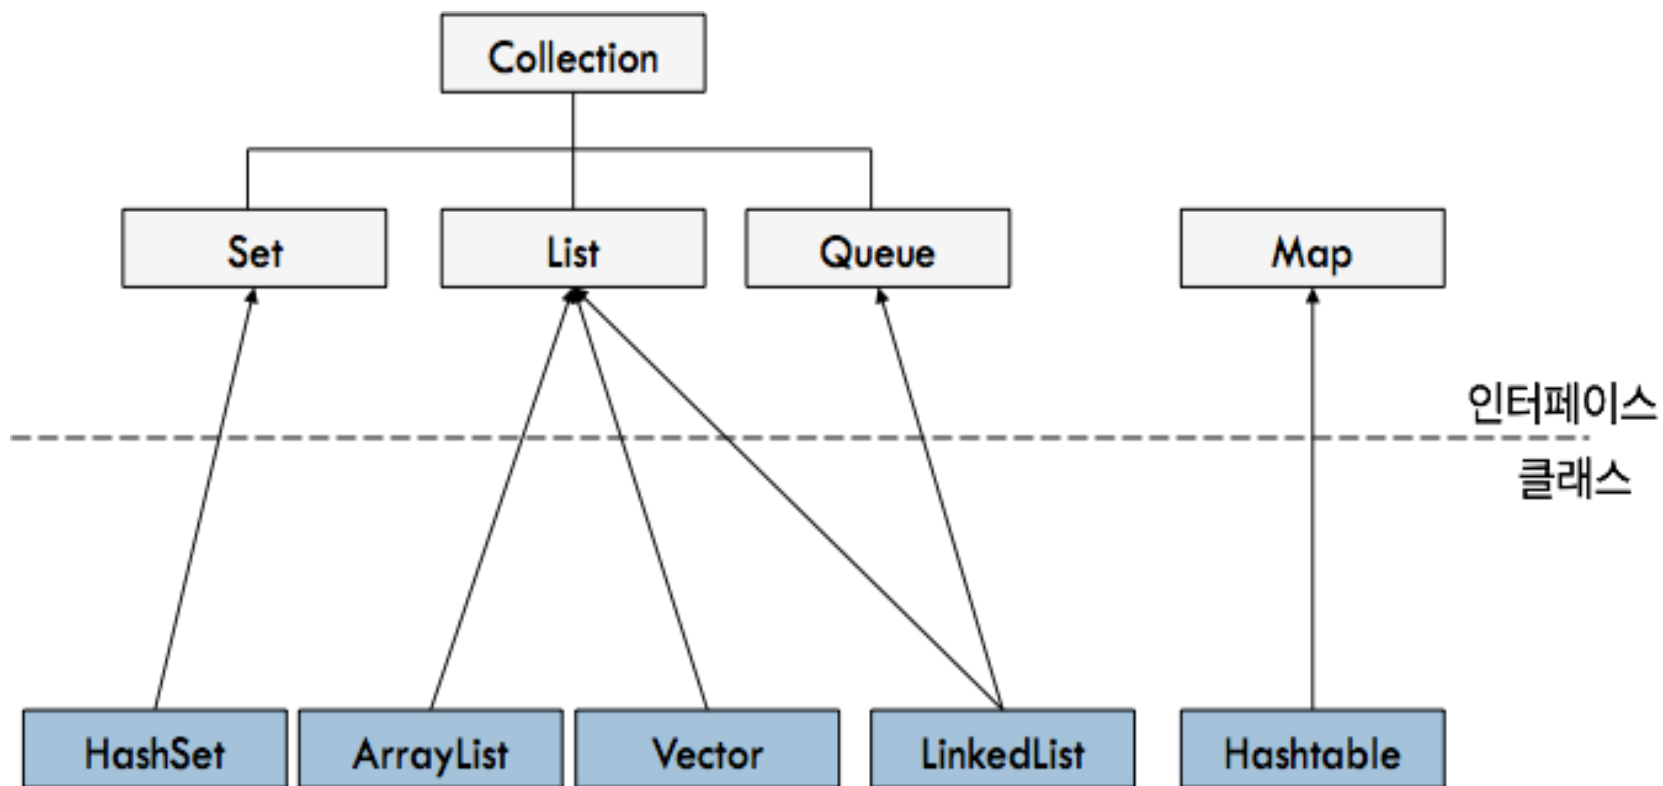 Collection
Set
List
Queue
Map
인터페이스
클래스
HashSet
ArrayList
Vector
LinkedList
Hashtable